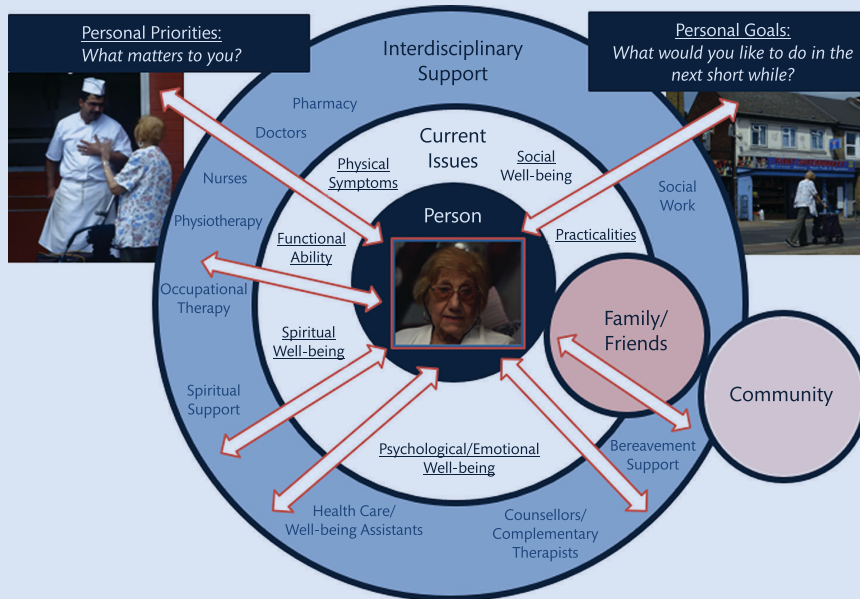 Personal Priorities:
What matters to you?
Personal Goals:
What would you like to do in the
next short while?
Interdisciplinary
Support
Pharmacy
Doctors
Nurses
Physiotherapy
Occupational
Therapy
Spiritual
Support
Health Care/
Well-being Assistants
Counsellors/
Complementary
Therapists
Bereavement
Support
Social
Work
Current
Issues
Physical
Symptoms
Social
Well-being
Functional
Ability
Practicalities
Spiritual
Well-being
Psychological/Emotional
Well-being
Person
Family/
Friends
Community